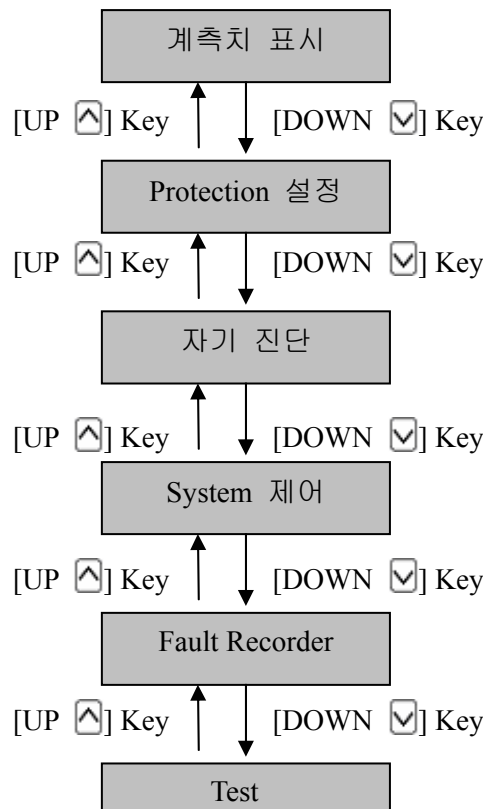 계측치 표시
[UP ] Key [DOWN ] Key
Protection 설정
[UP ] Key [DOWN ] Key
자기 진단
[UP ] Key [DOWN ] Key
System 제어
[UP ] Key [DOWN ] Key
Fault Recorder
[UP ] Key [DOWN ] Key
Test